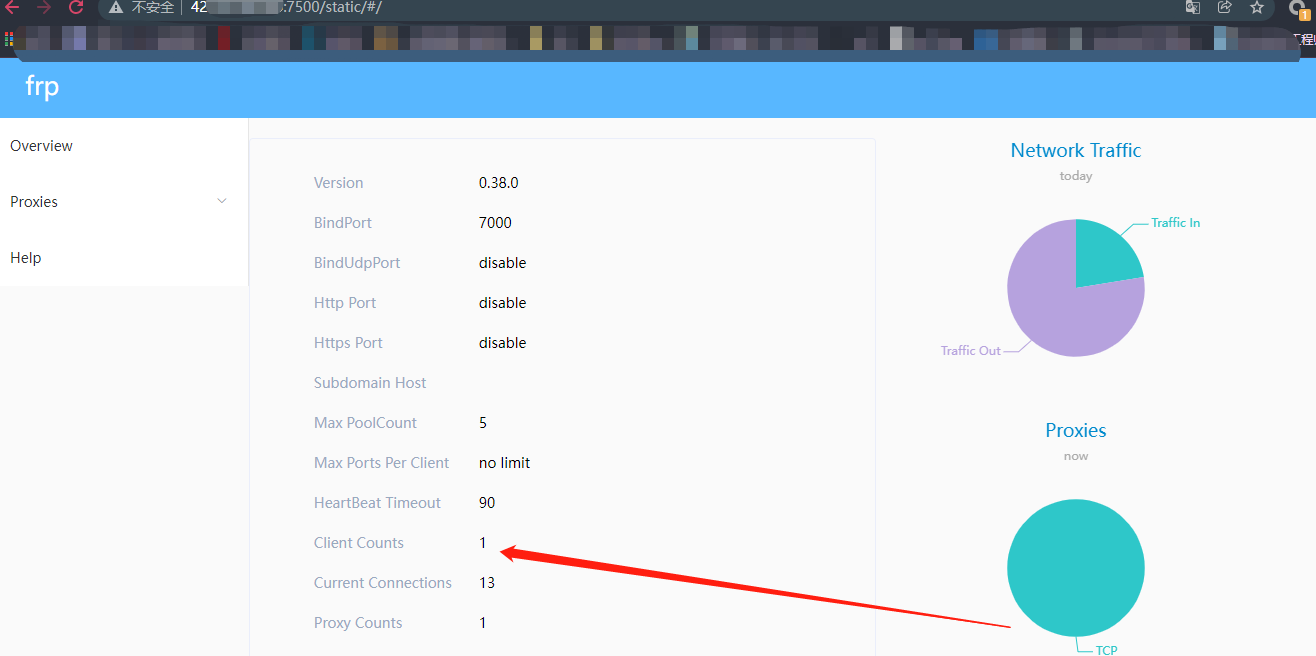 不安全 42 :7500/static/#/
frp
Overview
Proxies
Help
Version 0.38.0
BindPort 7000
BindUdpPort disable
Http Port disable
Https Port disable
Subdomain Host
Max PoolCount 5
Max Ports Per Client no limit
HeartBeat Timeout 90
Client Counts 1
Current Connections 13
Proxy Counts 1
Network Traffic
today
Traffic In
Traffic Out
Proxies
now
TCP